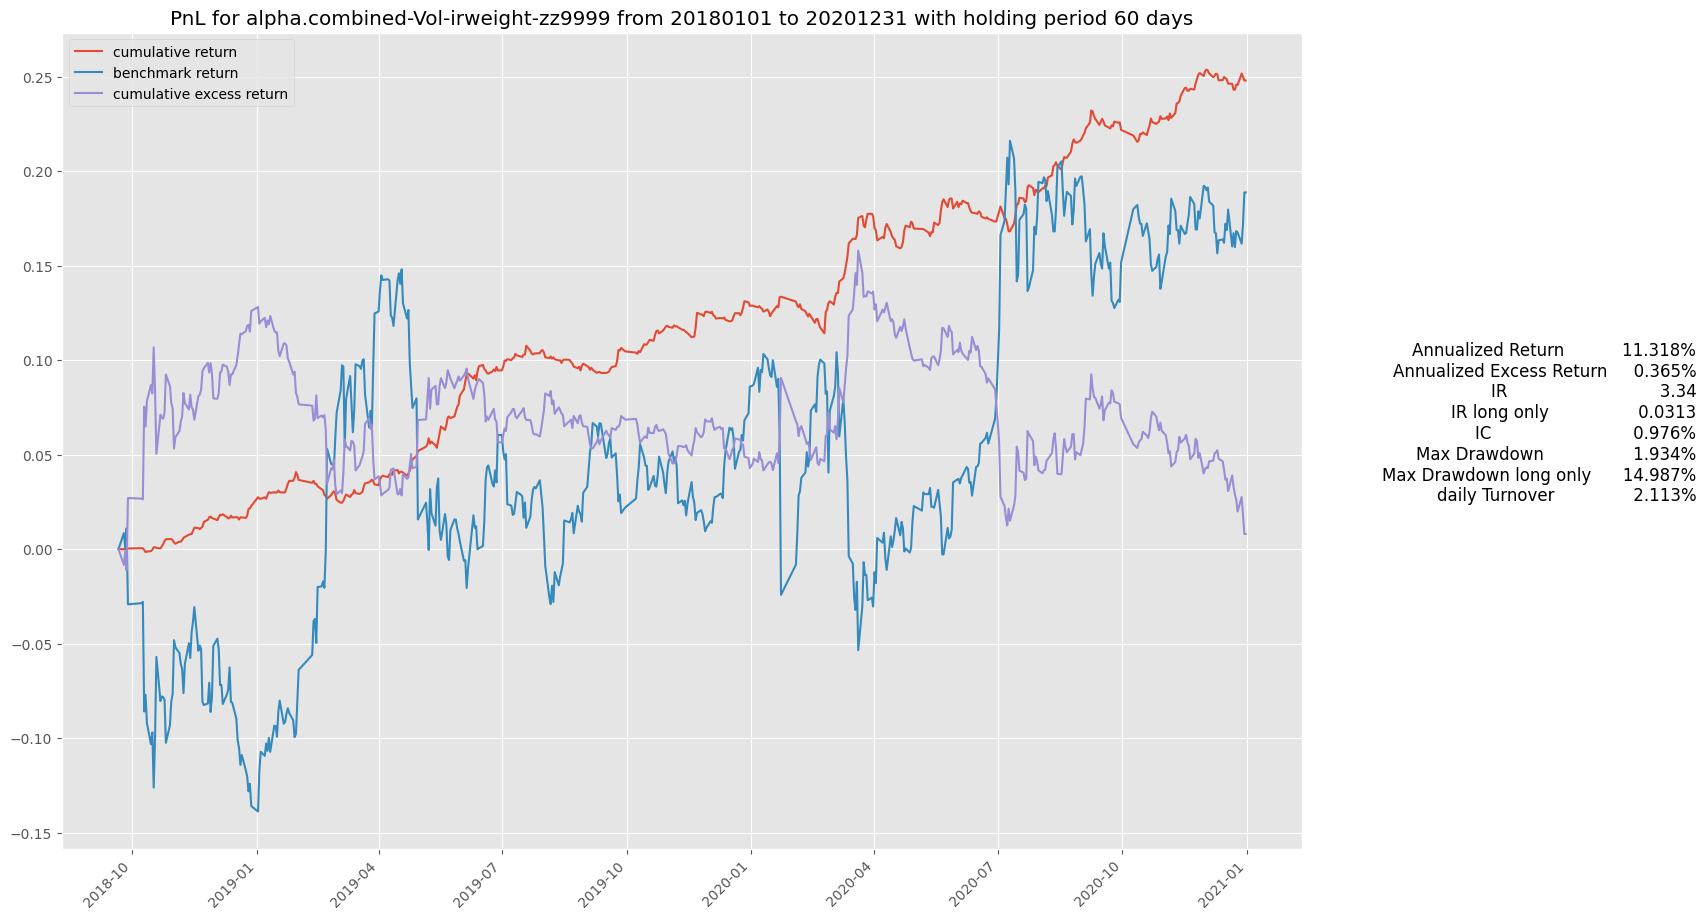 PnL for alpha.combined-Vol-irweight-zz9999 from 20180101 to 20201231 with holding period 60 days
cumulative return
benchmark return
cumulative excess return
0.25
0.20
0.15
0.10
0.05
0.00
−0.05
−0.10
−0.15
2018-10
2019-01
2019-04
2019-07
2019-10
2020-01
2020-04
2020-07
2020-10
2021-01
Annualized Return 11.318%
Annualized Excess Return 0.365%
IR 3.34
IR long only 0.0313
IC 0.976%
Max Drawdown 1.934%
Max Drawdown long only 14.987%
daily Turnover 2.113%